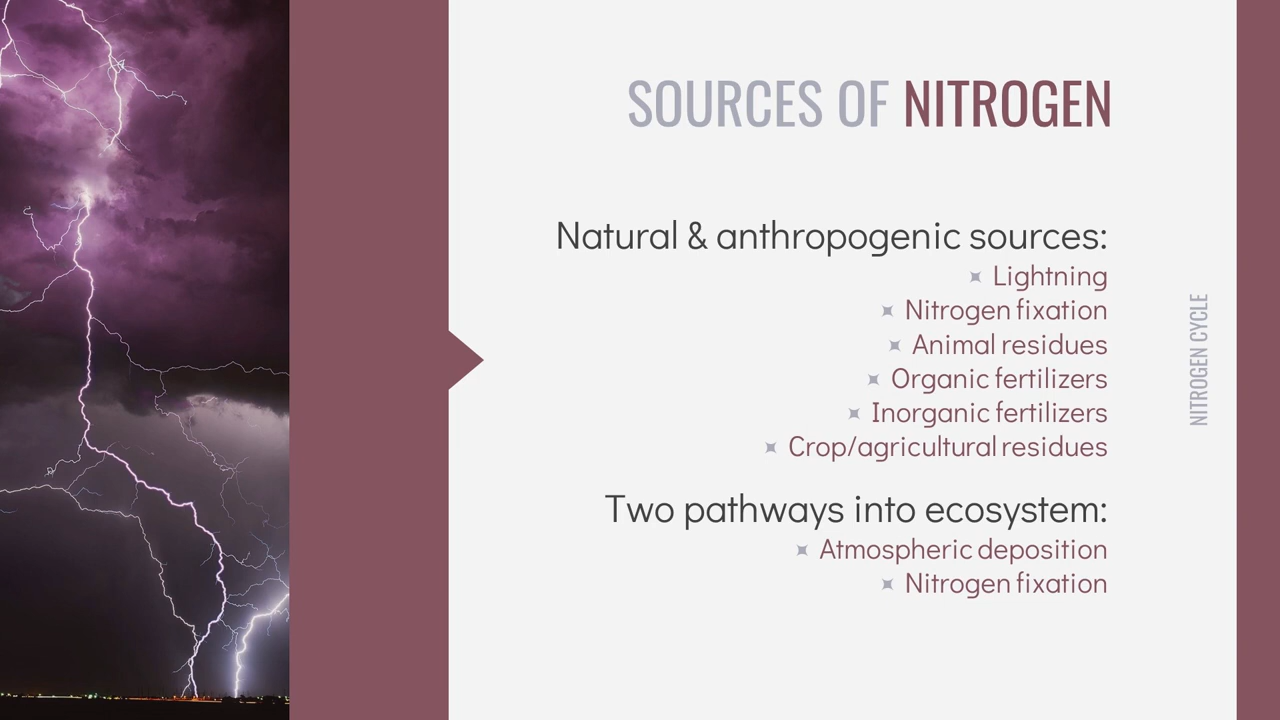 SOURCES OF NITROGEN
Natural & anthropogenic sources:
Lightning
Nitrogen fixation
Animal residues
Organic fertilizers
Inorganic fertilizers
Crop/agricultural residues
Two pathways into ecosystem:
Atmospheric deposition
Nitrogen fixation
NITROGEN CYCLE